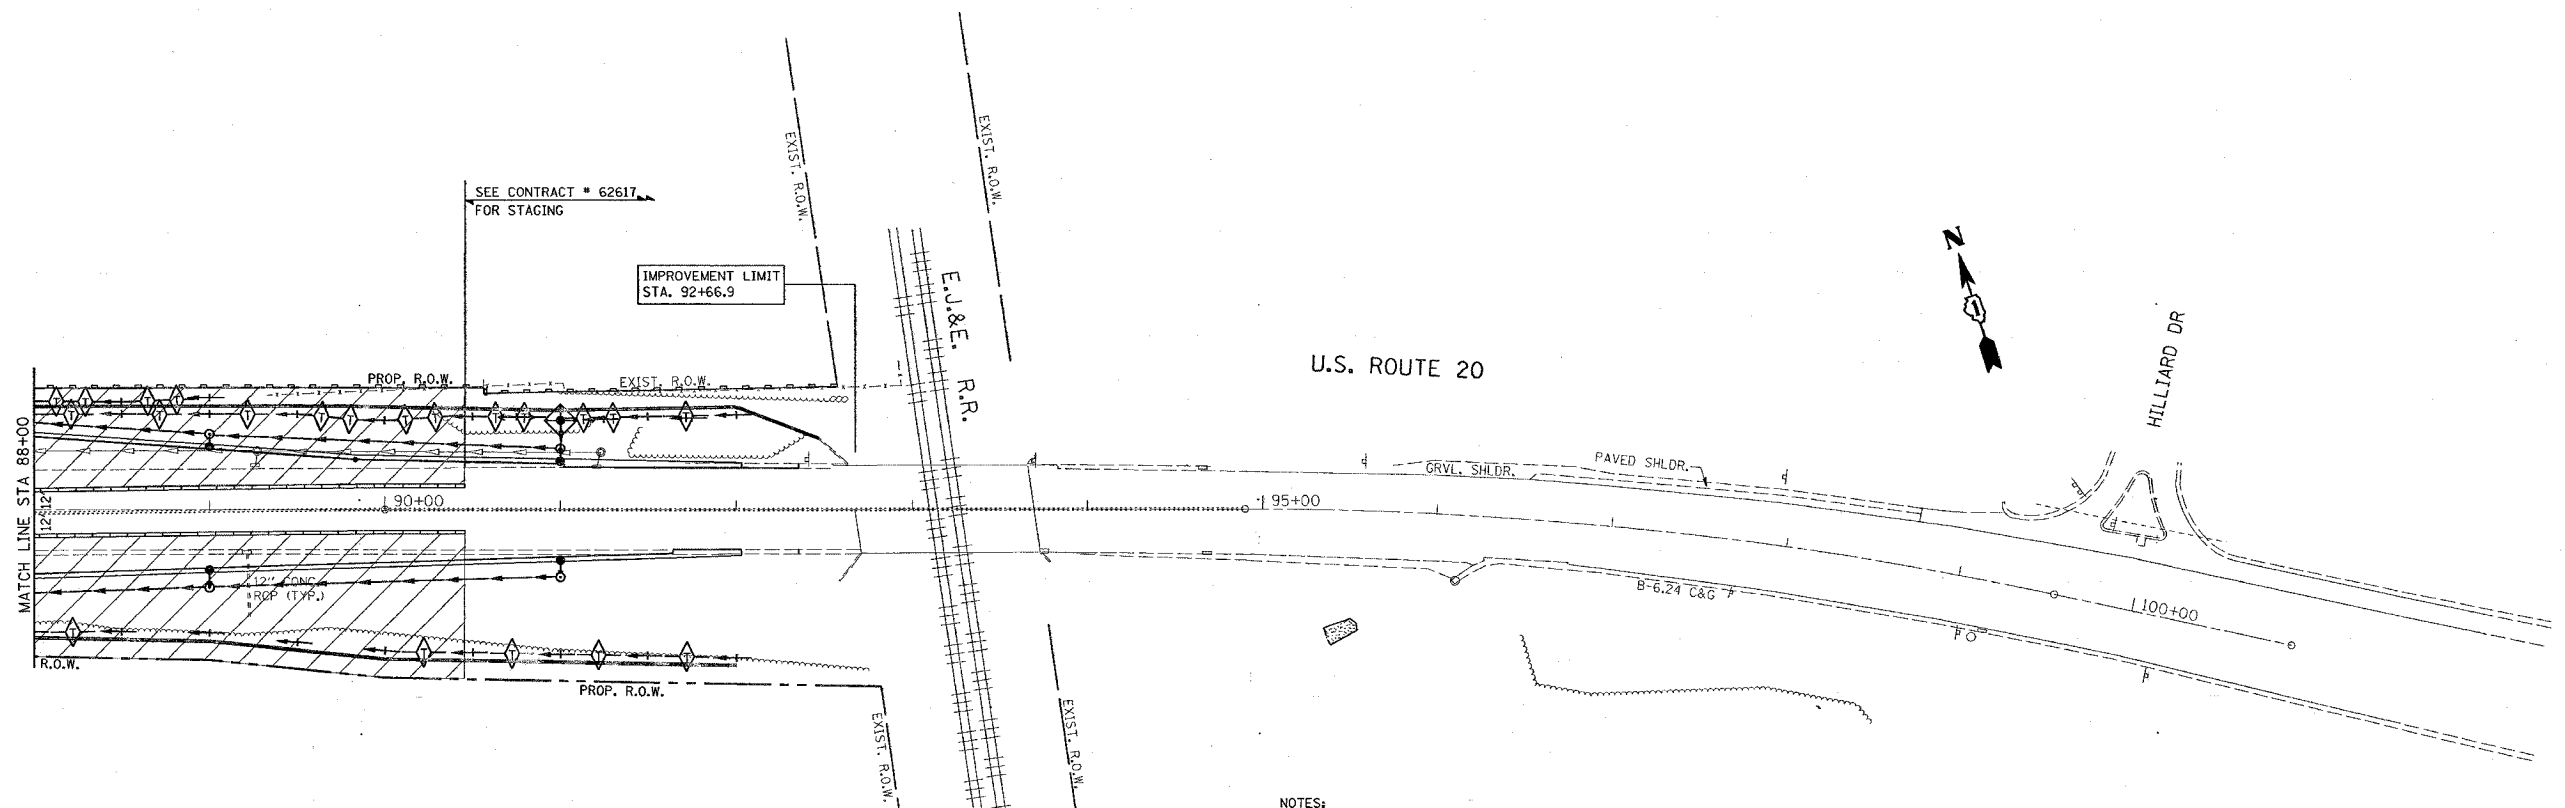 EXIST. R.O.W.
EXIST. R.O.W.
SEE CONTRACT # 62617
FOR STAGING
IMPROVEMENT LIMIT
STA. 92+66.9
E.J.&E. R.R.
N
U.S. ROUTE 20
HILLIARD DR
PROP. R.O.W.
EXIST. R.O.W.
T T T T
T T T T T T T T T T T T
MATCH LINE STA 88+00
12' 12'
90+00
95+00
GRVL. SHLDR.
PAVED SHLDR.
12" CONC.
RCP (TYP.)
B-6.24 C&G
100+00
T T T T T
R.O.W.
PROP. R.O.W.
EXIST. R.O.W.
EXIST. R.O.W.
NOTES: